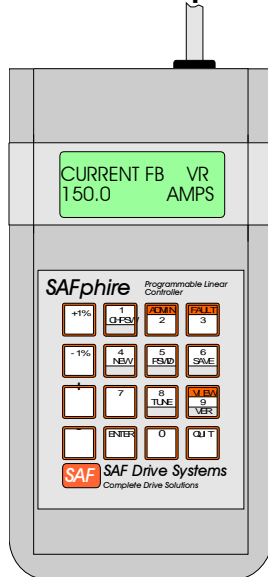 CURRENT FB VR
150.0 AMPS
SAFphire Programmable Linear Controller
+1% 1 CHPSW ADMIN 2 FAULT 3
-1% 4 NEW 5 PSWD 6 SAVE
+ 7 8 TUNE VIEW 9 VER
- ENTER 0 QUIT
SAF SAF Drive Systems
Complete Drive Solutions